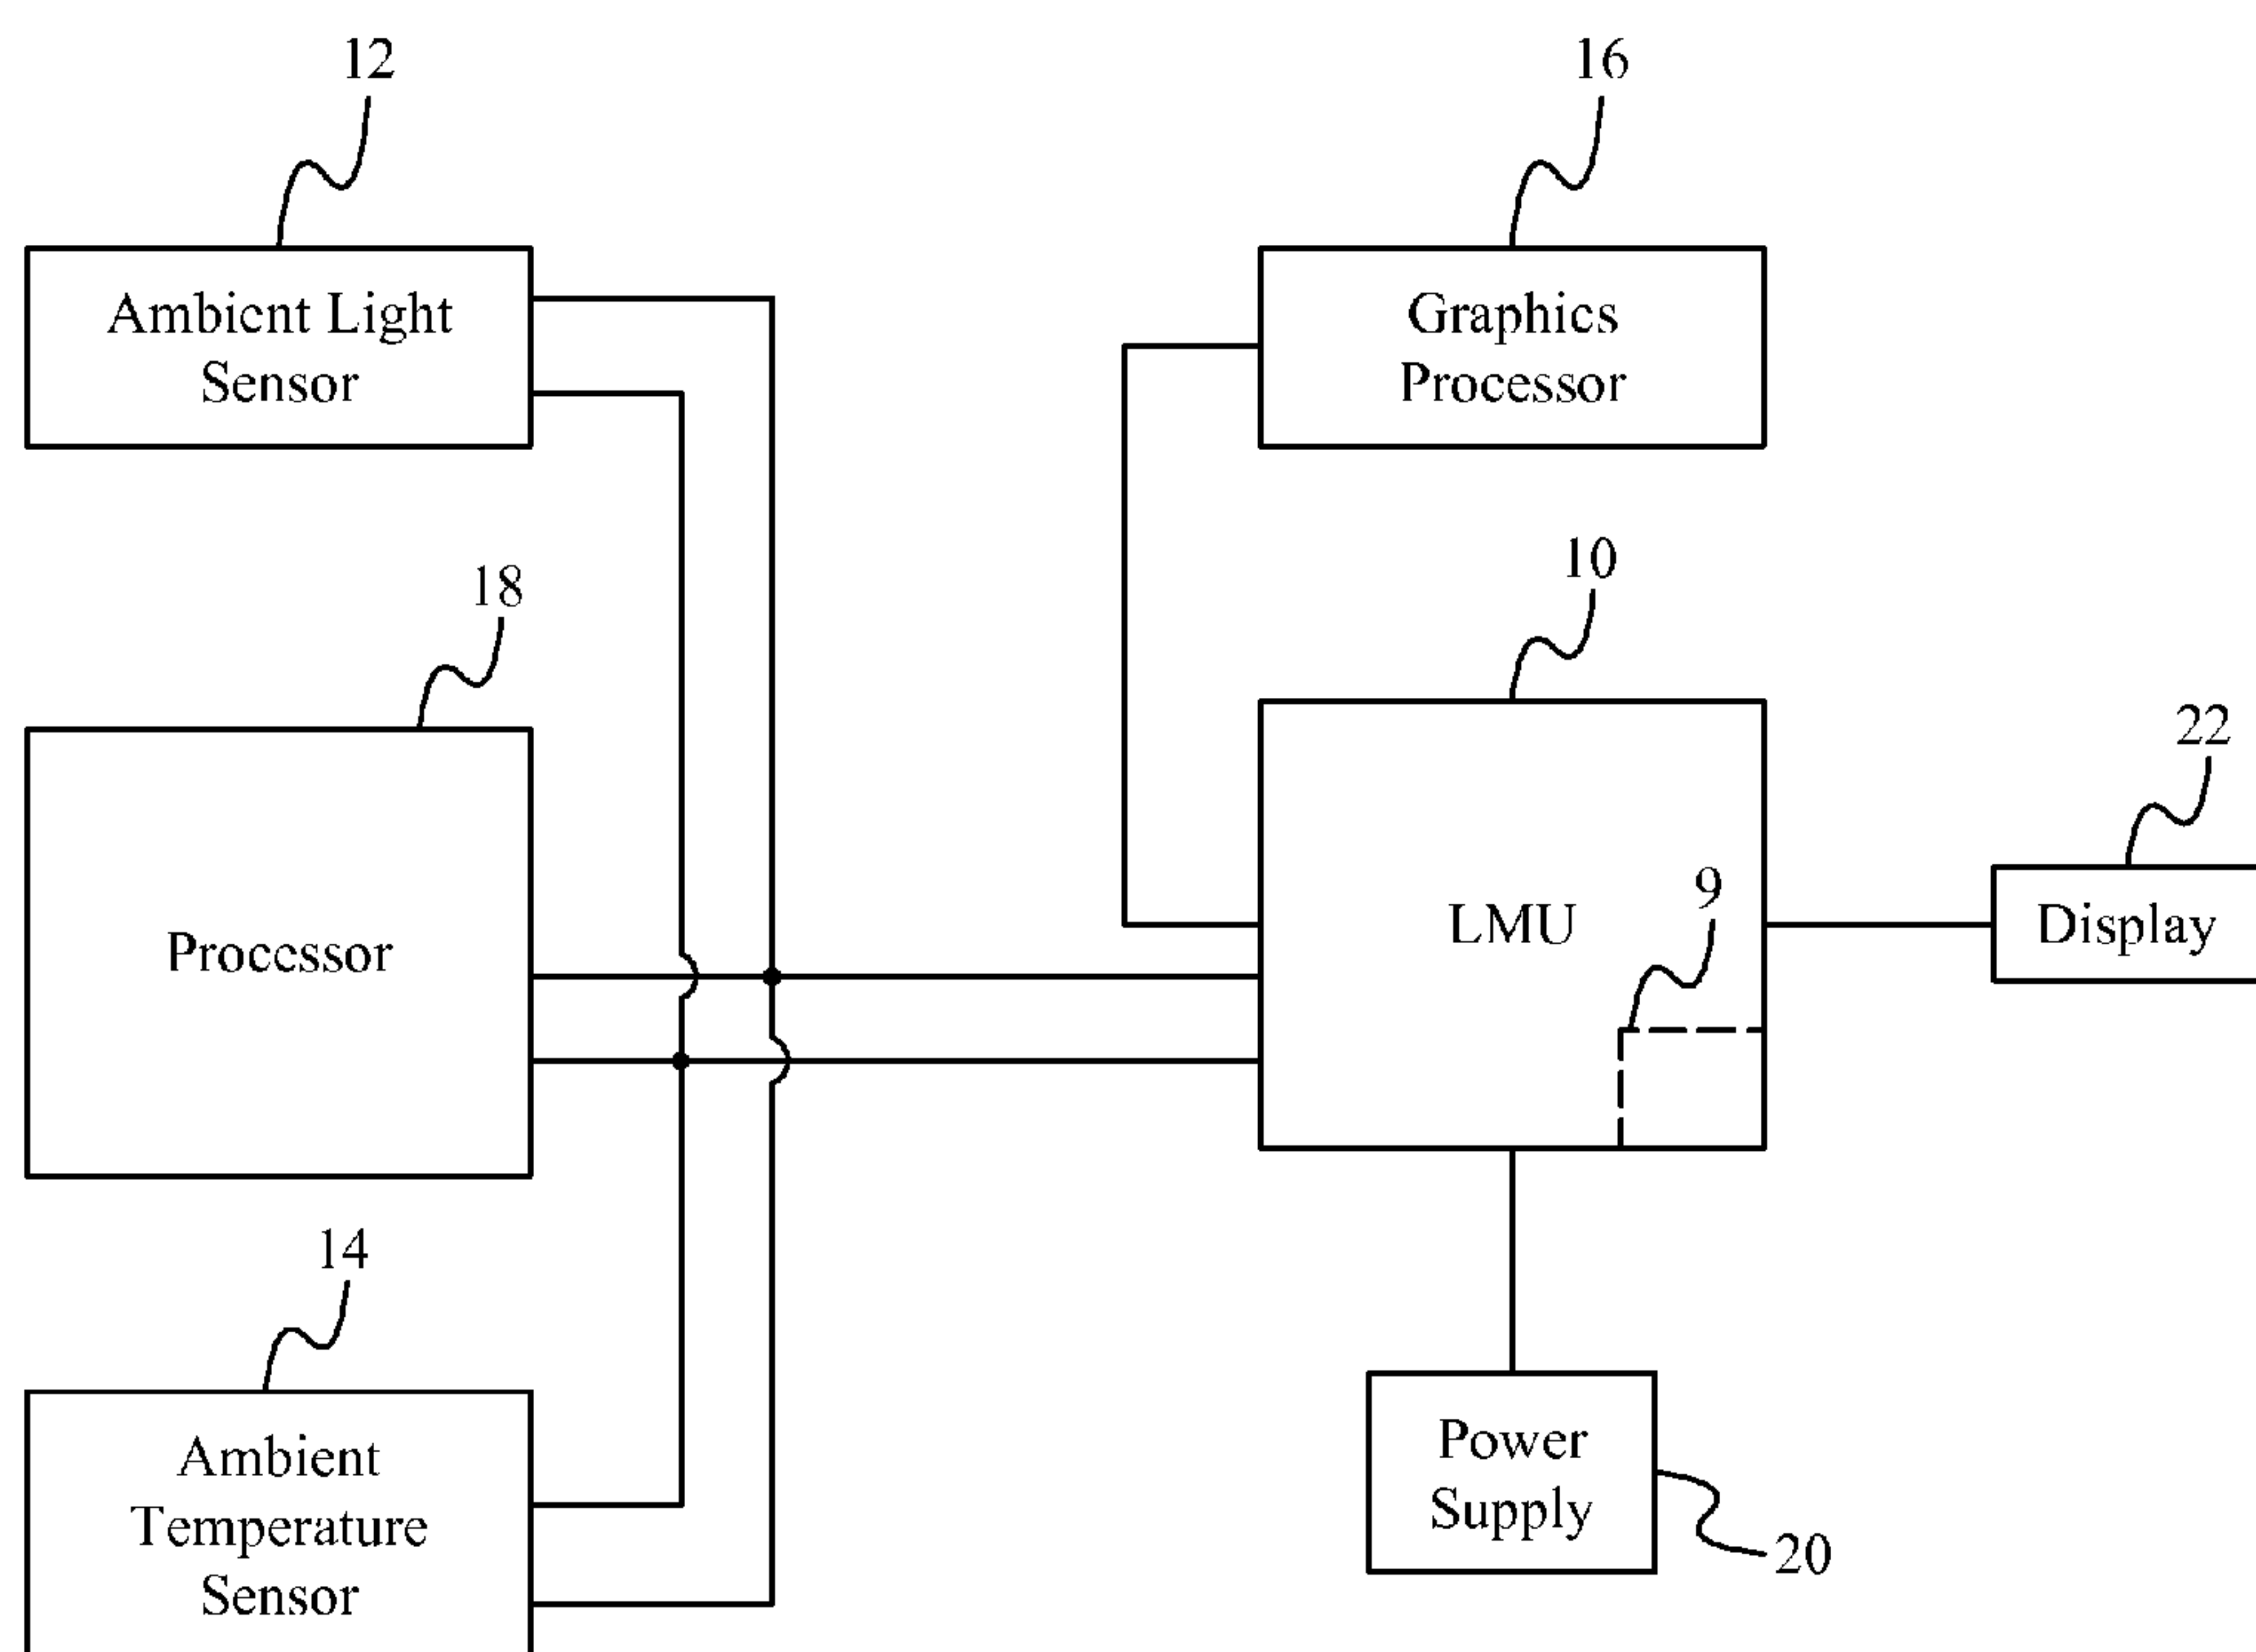 12
16
Ambient Light
Sensor
Graphics
Processor
18
10
22
Processor
LMU
9
Display
14
Ambient
Temperature
Sensor
Power
Supply
20